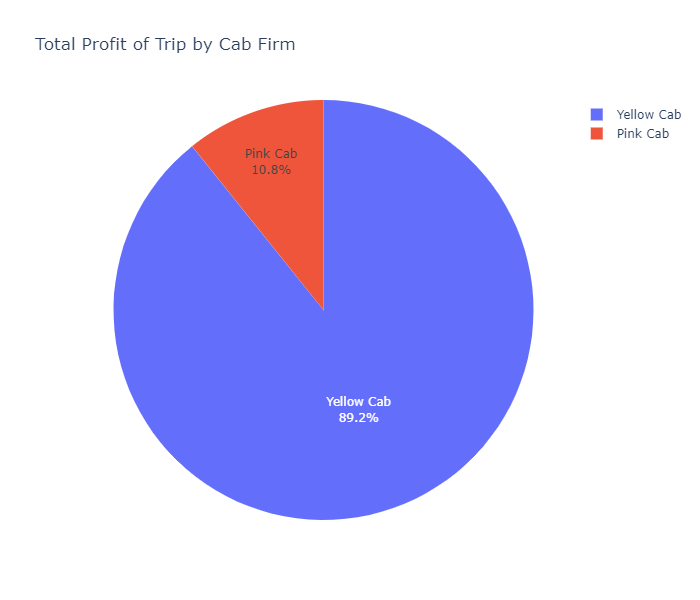 Total Profit of Trip by Cab Firm
Yellow Cab
Pink Cab
Pink Cab
10.8%
Yellow Cab
89.2%